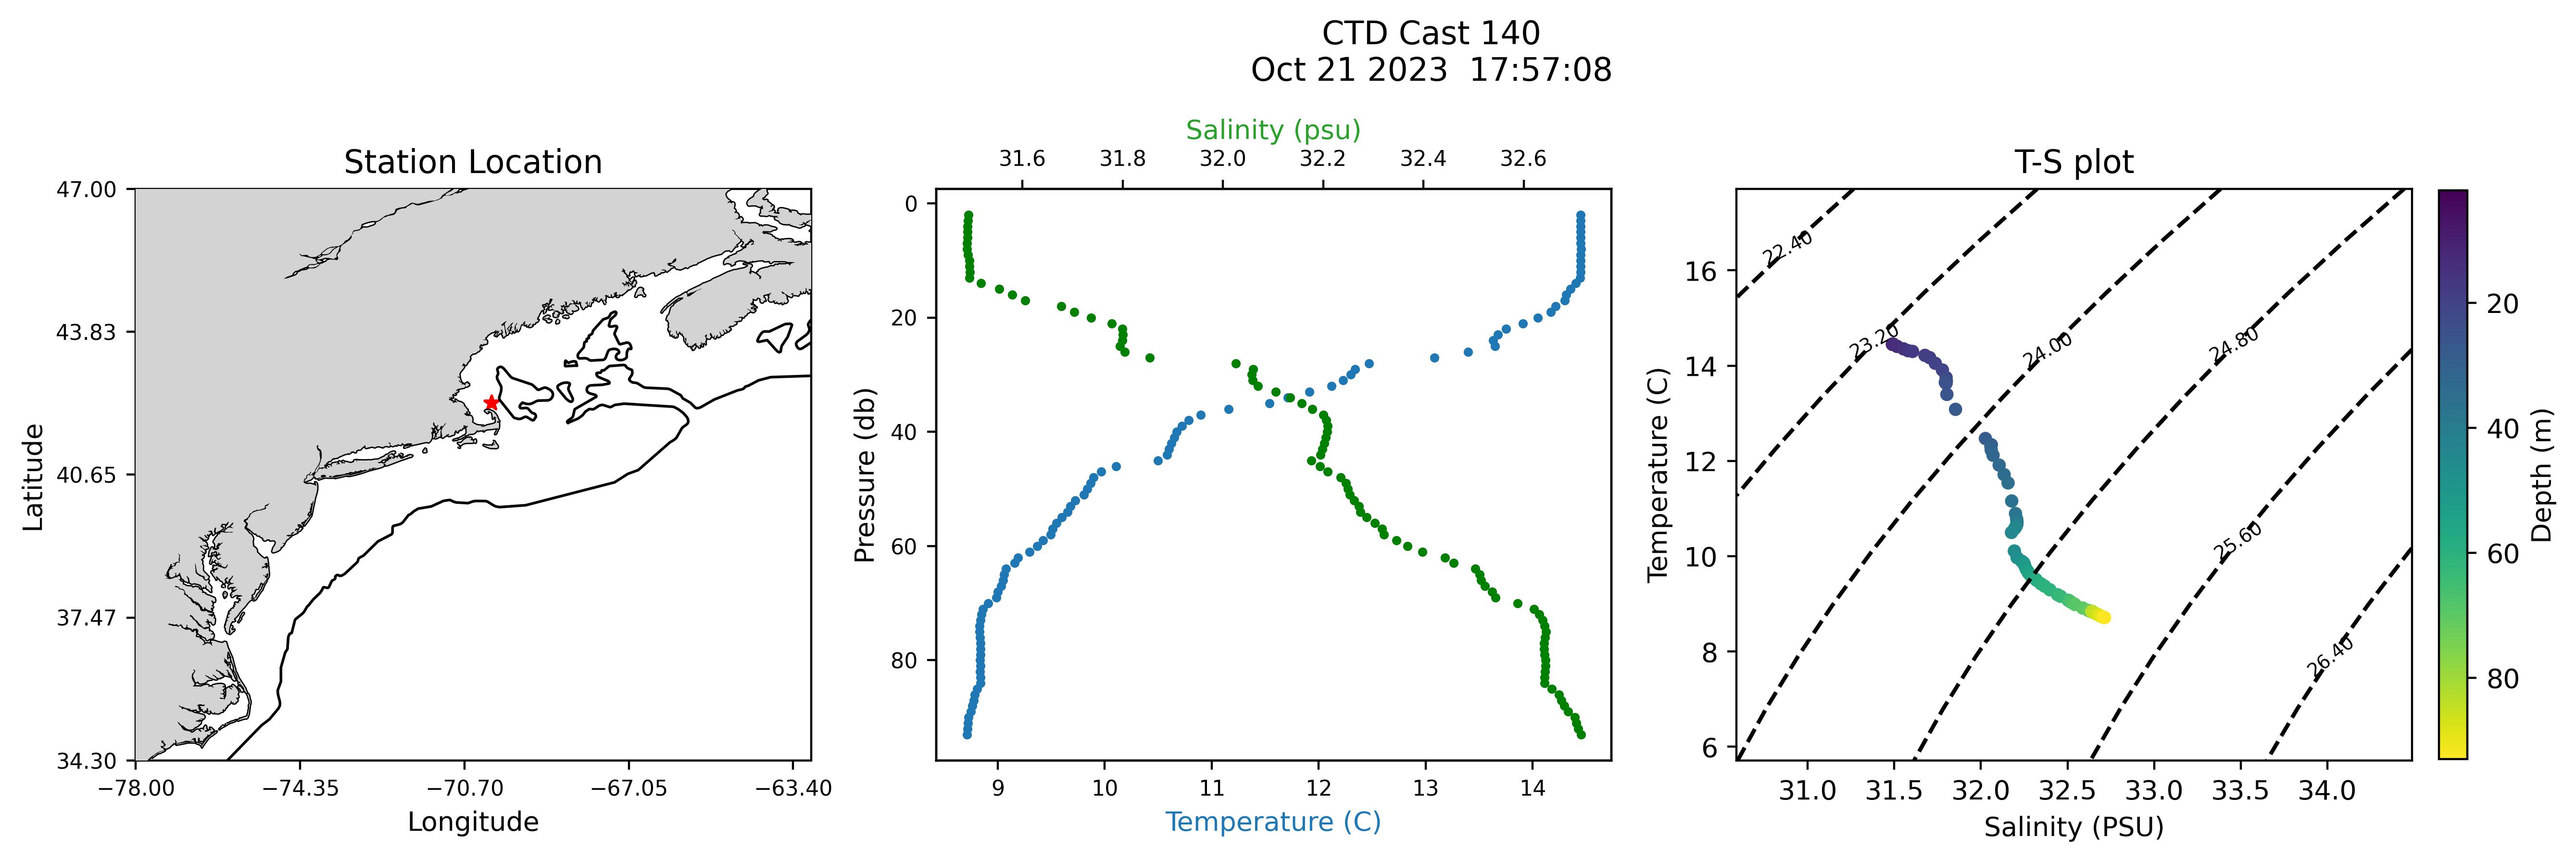 CTD Cast 140
Oct 21 2023  17:57:08
Station Location
47.00
43.83
40.65
37.47
34.30
Latitude
−78.00 −74.35 −70.70 −67.05 −63.40
Longitude
Salinity (psu)
31.6 31.8 32.0 32.2 32.4 32.6
0
20
40
60
80
Pressure (db)
9 10 11 12 13 14
Temperature (C)
T-S plot
16
14
12
10
8
6
Temperature (C)
22.40
23.20
24.00
24.80
25.60
26.40
31.0 31.5 32.0 32.5 33.0 33.5 34.0
Salinity (PSU)
20
40
60
80
Depth (m)